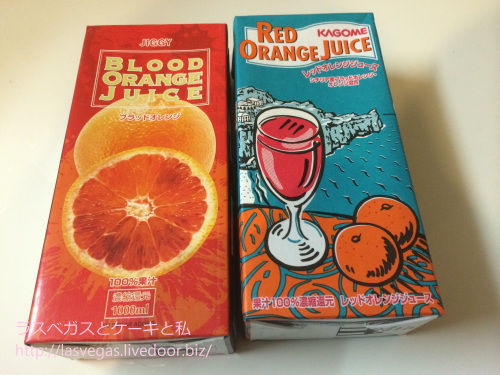 JIGGY
BLOOD
ORANGE
JUICE
ブラッドオレンジ
100%果汁
濃縮還元
1000ml
RED
ORANGE JUICE
KAGOME
レッドオレンジジュース
果汁100%濃縮還元 レッドオレンジジュース
ラスベガスとケーキと私
http://lasvegas.livedoor.biz/